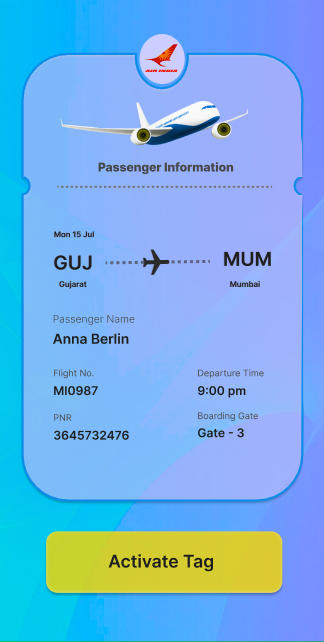 AIR INDIA
Passenger Information
Mon 15 Jul
GUJ MUM
Gujarat Mumbai
Passenger Name
Anna Berlin
Flight No. Departure Time
MI0987 9:00 pm
PNR Boarding Gate
3645732476 Gate - 3
Activate Tag